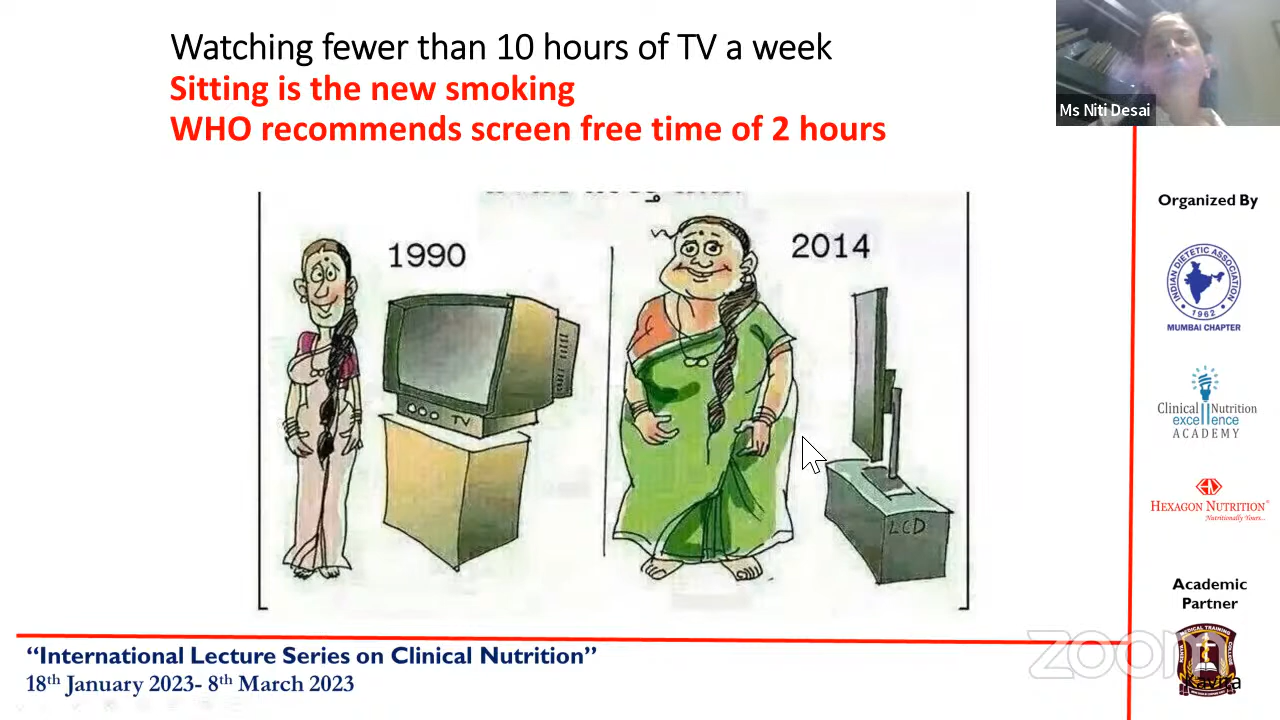 Watching fewer than 10 hours of TV a week
Sitting is the new smoking
WHO recommends screen free time of 2 hours
Ms Niti Desai
1990
2014
TV
LCD
Organized By
INDIAN DIETETIC ASSOCIATION
1962
MUMBAI CHAPTER
Clinical Nutrition
excellence
ACADEMY
HEXAGON NUTRITION
Nutritionally Yours...
Academic
Partner
“International Lecture Series on Clinical Nutrition”
18th January 2023- 8th March 2023
zoom